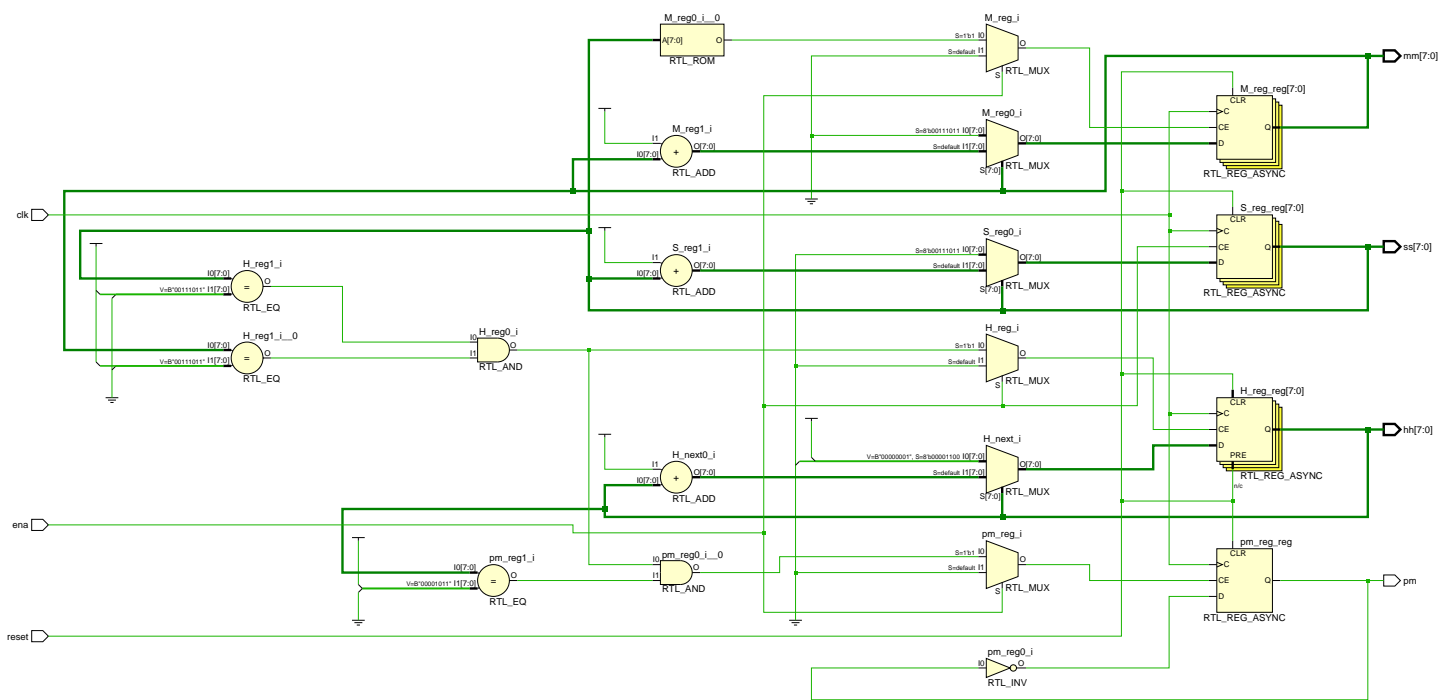 M_reg0_i__0
A[7:0] O
RTL_ROM
M_reg_i
S=1'b1 I0
S=default I1
O
S
RTL_MUX
mm[7:0]
M_reg_reg[7:0]
CLR
C
CE
D
Q
RTL_REG_ASYNC
M_reg1_i
I1
I0[7:0]
O[7:0]
RTL_ADD
M_reg0_i
S=8'b00111011 I0[7:0]
S=default I1[7:0]
O[7:0]
S[7:0]
RTL_MUX
clk
S_reg_reg[7:0]
CLR
C
CE
D
Q
RTL_REG_ASYNC
ss[7:0]
S_reg1_i
I1
I0[7:0]
O[7:0]
RTL_ADD
S_reg0_i
S=8'b00111011 I0[7:0]
S=default I1[7:0]
O[7:0]
S[7:0]
RTL_MUX
H_reg1_i
I0[7:0]
V=B"00111011" I1[7:0]
=
O
RTL_EQ
H_reg1_i__0
I0[7:0]
V=B"00111011" I1[7:0]
=
O
RTL_EQ
H_reg0_i
I0
I1
O
RTL_AND
H_reg_i
S=1'b1 I0
S=default I1
O
S
RTL_MUX
H_reg_reg[7:0]
CLR
C
CE
D
Q
PRE
RTL_REG_ASYNC
n/c
hh[7:0]
H_next0_i
I1
I0[7:0]
O[7:0]
RTL_ADD
H_next_i
V=B"00000001", S=8'b00001100 I0[7:0]
S=default I1[7:0]
O[7:0]
S[7:0]
RTL_MUX
ena
pm_reg1_i
I0[7:0]
V=B"00001011" I1[7:0]
=
O
RTL_EQ
pm_reg0_i__0
I0
I1
O
RTL_AND
pm_reg_i
S=1'b1 I0
S=default I1
O
S
RTL_MUX
pm_reg_reg
CLR
C
CE
D
Q
RTL_REG_ASYNC
pm
reset
pm_reg0_i
I0 O
RTL_INV